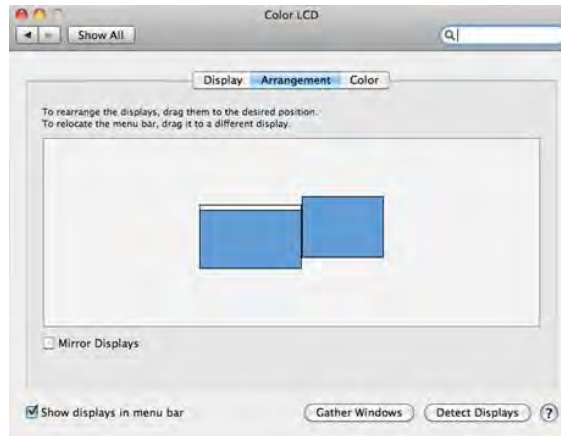 Color LCD
Show All
Display Arrangement Color
To rearrange the displays, drag them to the desired position.
To relocate the menu bar, drag it to a different display.
Mirror Displays
Show displays in menu bar
Gather Windows
Detect Displays
?